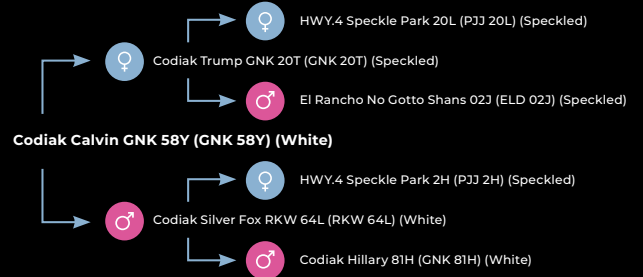 HWY.4 Speckle Park 20L (PJJ 20L) (Speckled)
Codiak Trump GNK 20T (GNK 20T) (Speckled)
El Rancho No Gotto Shans 02J (ELD 02J) (Speckled)
Codiak Calvin GNK 58Y (GNK 58Y) (White)
HWY.4 Speckle Park 2H (PJJ 2H) (Speckled)
Codiak Silver Fox RKW 64L (RKW 64L) (White)
Codiak Hillary 81H (GNK 81H) (White)